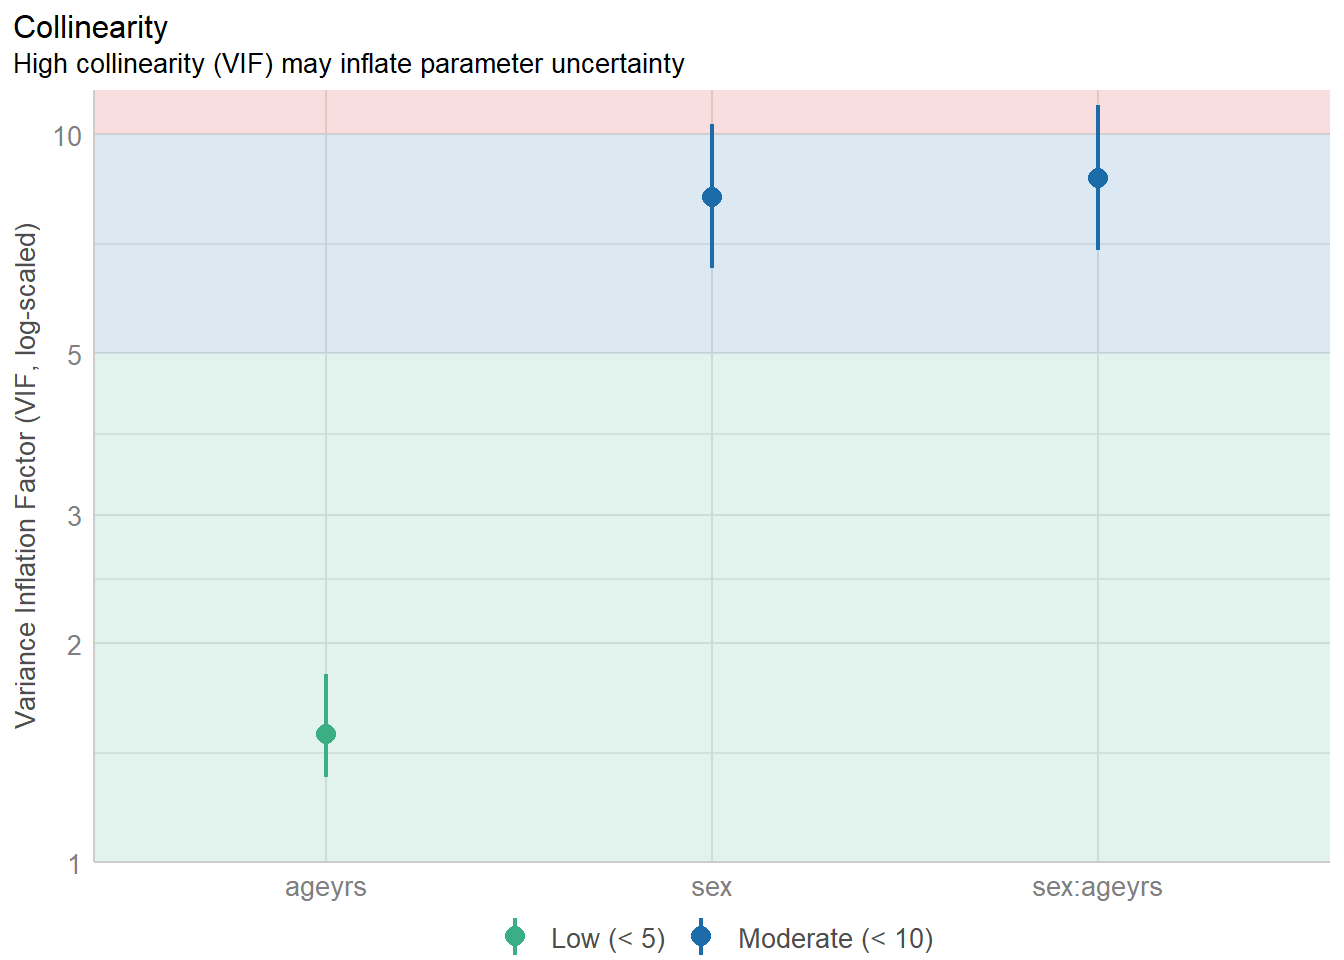 Collinearity
High collinearity (VIF) may inflate parameter uncertainty
Variance Inflation Factor (VIF, log-scaled)
10
5
3
2
1
ageyrs
sex
sex:ageyrs
Low (< 5)
Moderate (< 10)